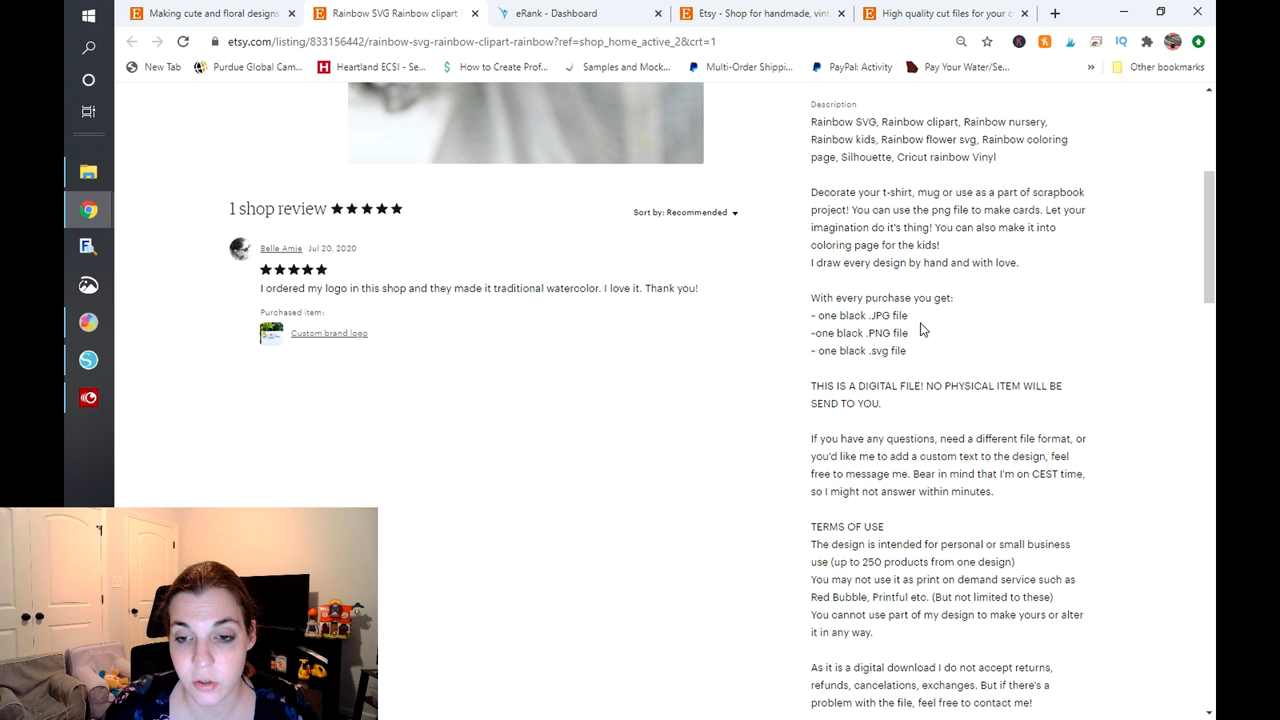 Making cute and floral designs
Rainbow SVG Rainbow clipart
eRank - Dashboard
Etsy - Shop for handmade, vint
High quality cut files for your c
etsy.com/listing/833156442/rainbow-svg-rainbow-clipart-rainbow?ref=shop_home_active_2&crt=1
New Tab
Purdue Global Cam...
Heartland ECSI - Se...
How to Create Prof...
Samples and Mock...
Multi-Order Shippi...
PayPal: Activity
Pay Your Water/Se...
»
Other bookmarks
1 shop review
Sort by: Recommended
Belle Amie Jul 20, 2020
I ordered my logo in this shop and they made it traditional watercolor. I love it. Thank you!
Purchased item:
Custom brand logo
Description
Rainbow SVG, Rainbow clipart, Rainbow nursery,
Rainbow kids, Rainbow flower svg, Rainbow coloring
page, Silhouette, Cricut rainbow Vinyl
Decorate your t-shirt, mug or use as a part of scrapbook
project! You can use the png file to make cards. Let your
imagination do it's thing! You can also make it into
coloring page for the kids!
I draw every design by hand and with love.
With every purchase you get:
~ one black .JPG file
~one black .PNG file
~ one black .svg file
THIS IS A DIGITAL FILE! NO PHYSICAL ITEM WILL BE
SEND TO YOU.
If you have any questions, need a different file format, or
you'd like me to add a custom text to the design, feel
free to message me. Bear in mind that I'm on CEST time,
so I might not answer within minutes.
TERMS OF USE
The design is intended for personal or small business
use (up to 250 products from one design)
You may not use it as print on demand service such as
Red Bubble, Printful etc. (But not limited to these)
You cannot use part of my design to make yours or alter
it in any way.
As it is a digital download I do not accept returns,
refunds, cancelations, exchanges. But if there's a
problem with the file, feel free to contact me!